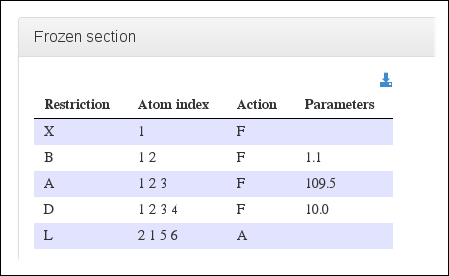 Frozen section
Restriction Atom index Action Parameters
X 1 F
B 1 2 F 1.1
A 1 2 3 F 109.5
D 1 2 3 4 F 10.0
L 2 1 5 6 A